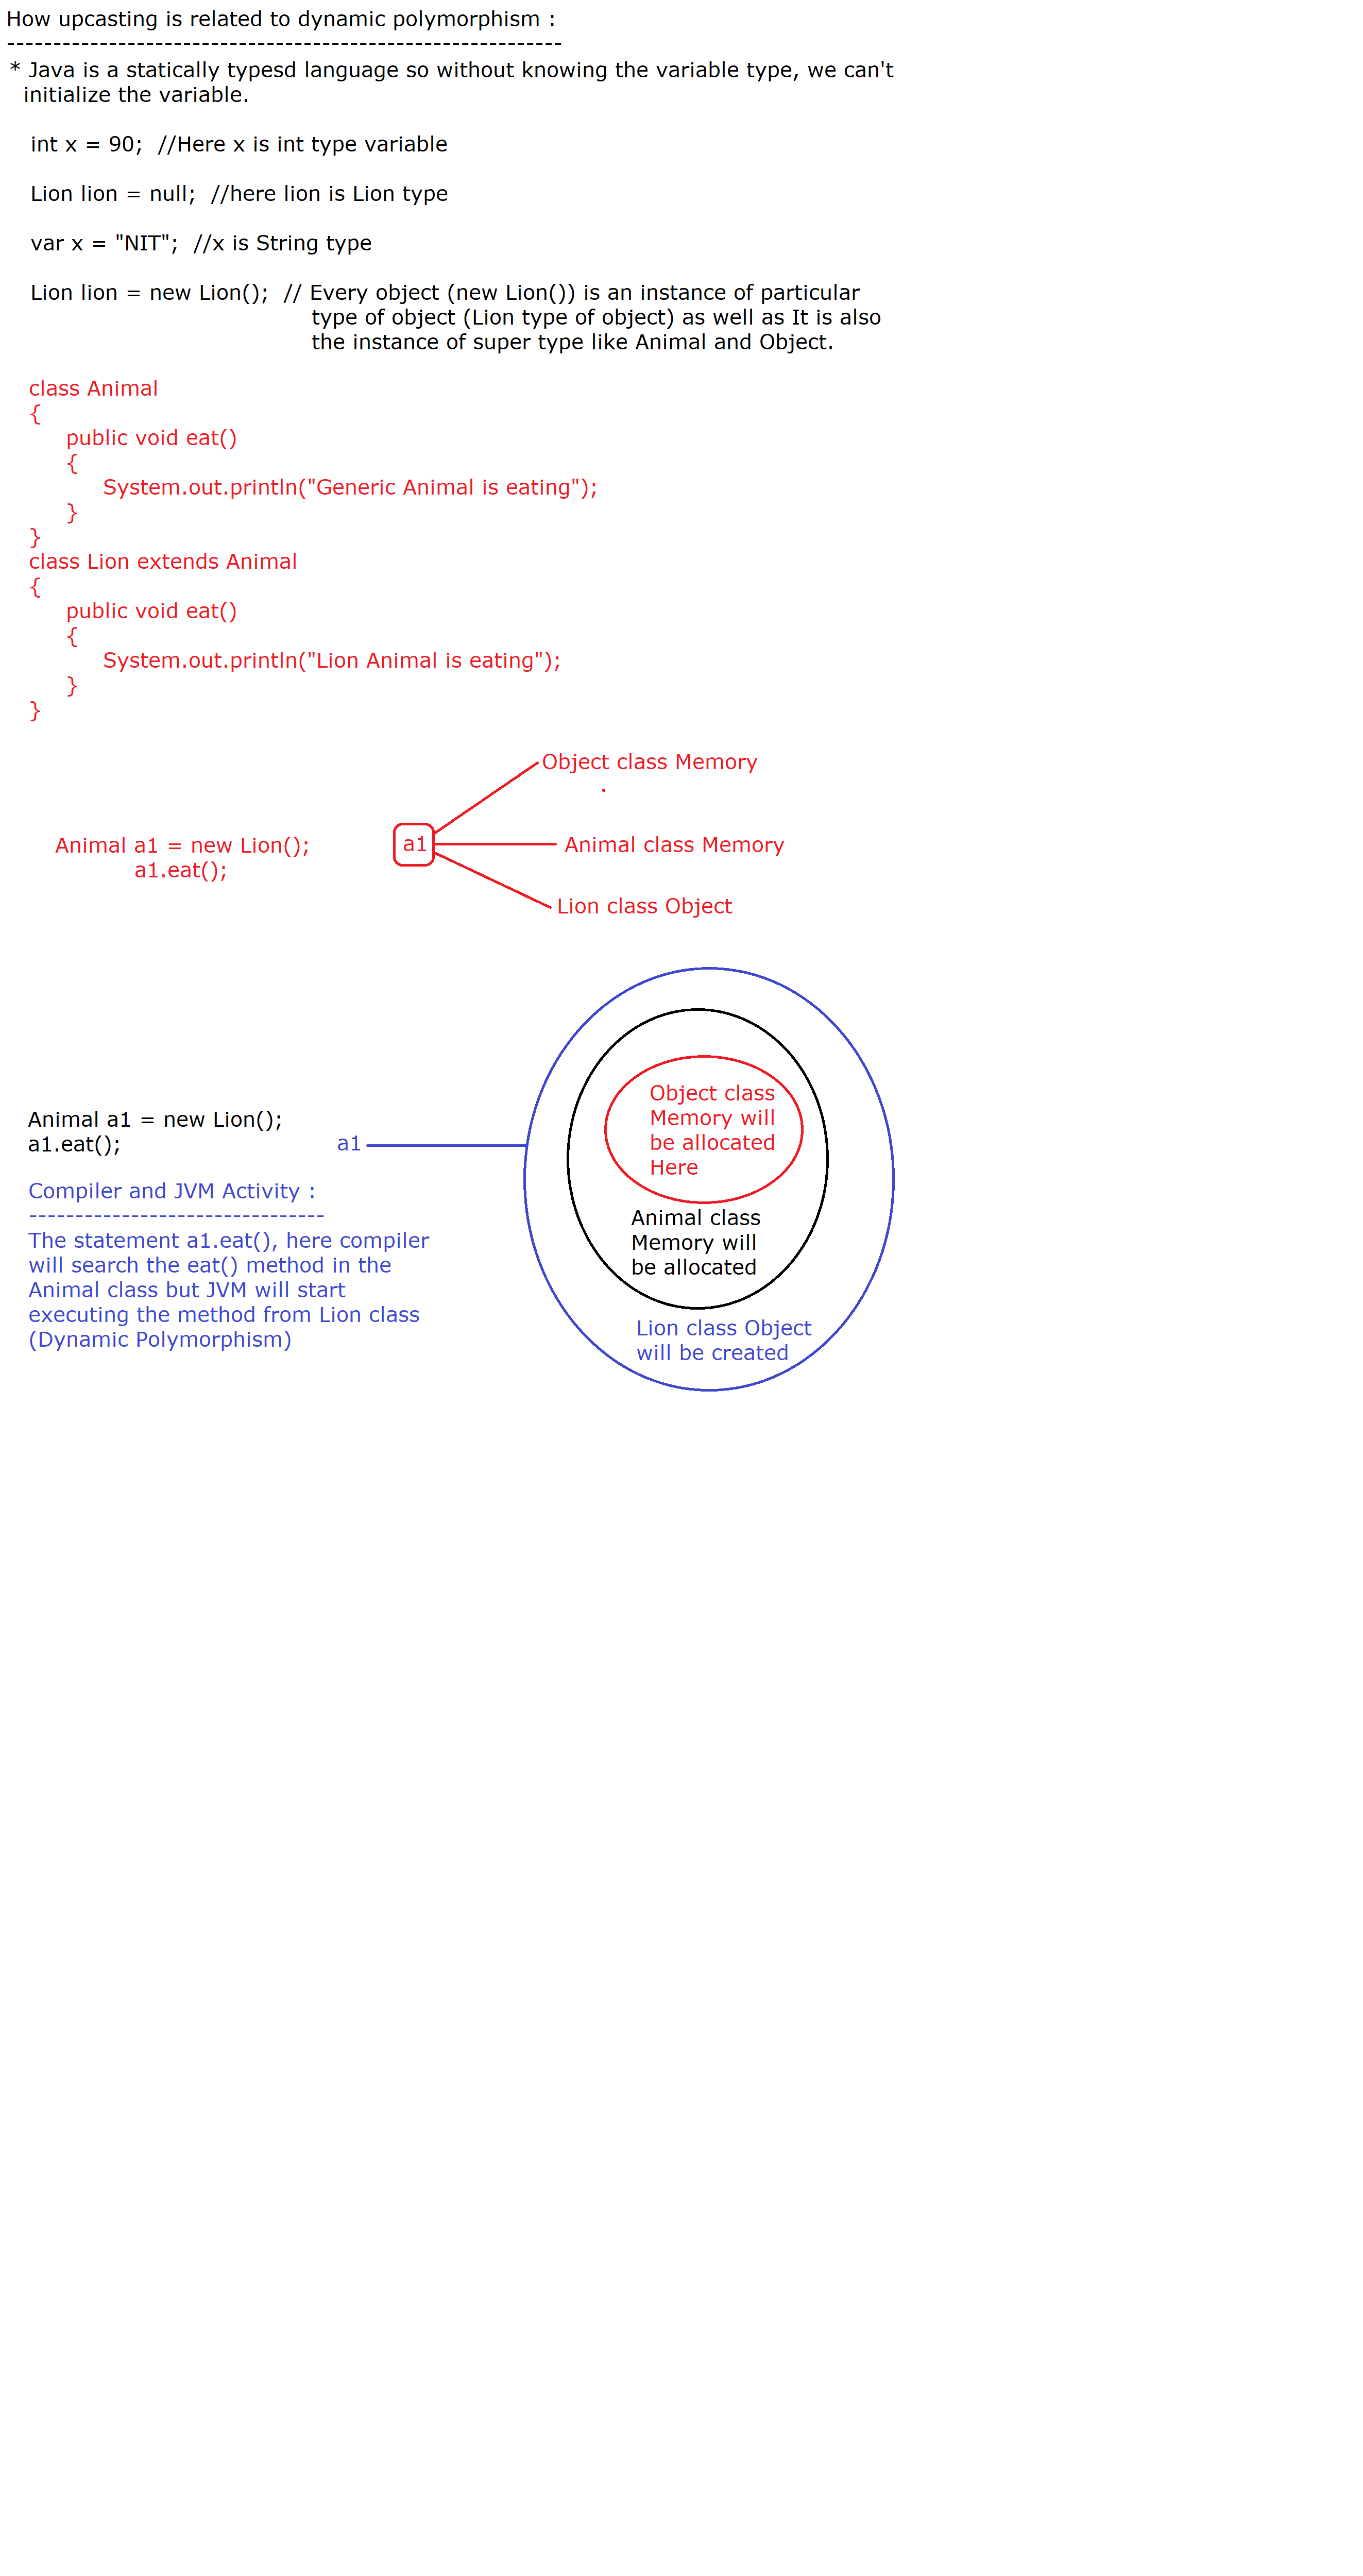 How upcasting is related to dynamic polymorphism :
------------------------------------------------------------
* Java is a statically typesd language so without knowing the variable type, we can't
initialize the variable.
int x = 90;  //Here x is int type variable
Lion lion = null;  //here lion is Lion type
var x = "NIT";  //x is String type
Lion lion = new Lion();  // Every object (new Lion()) is an instance of particular
type of object (Lion type of object) as well as It is also
the instance of super type like Animal and Object.
class Animal
{
public void eat()
{
System.out.println("Generic Animal is eating");
}
}
class Lion extends Animal
{
public void eat()
{
System.out.println("Lion Animal is eating");
}
}
Object class Memory
Animal a1 = new Lion();
a1.eat();
a1
Animal class Memory
Lion class Object
Animal a1 = new Lion();
a1.eat();
a1
Object class
Memory will
be allocated
Here
Animal class
Memory will
be allocated
Lion class Object
will be created
Compiler and JVM Activity :
--------------------------------
The statement a1.eat(), here compiler
will search the eat() method in the
Animal class but JVM will start
executing the method from Lion class
(Dynamic Polymorphism)